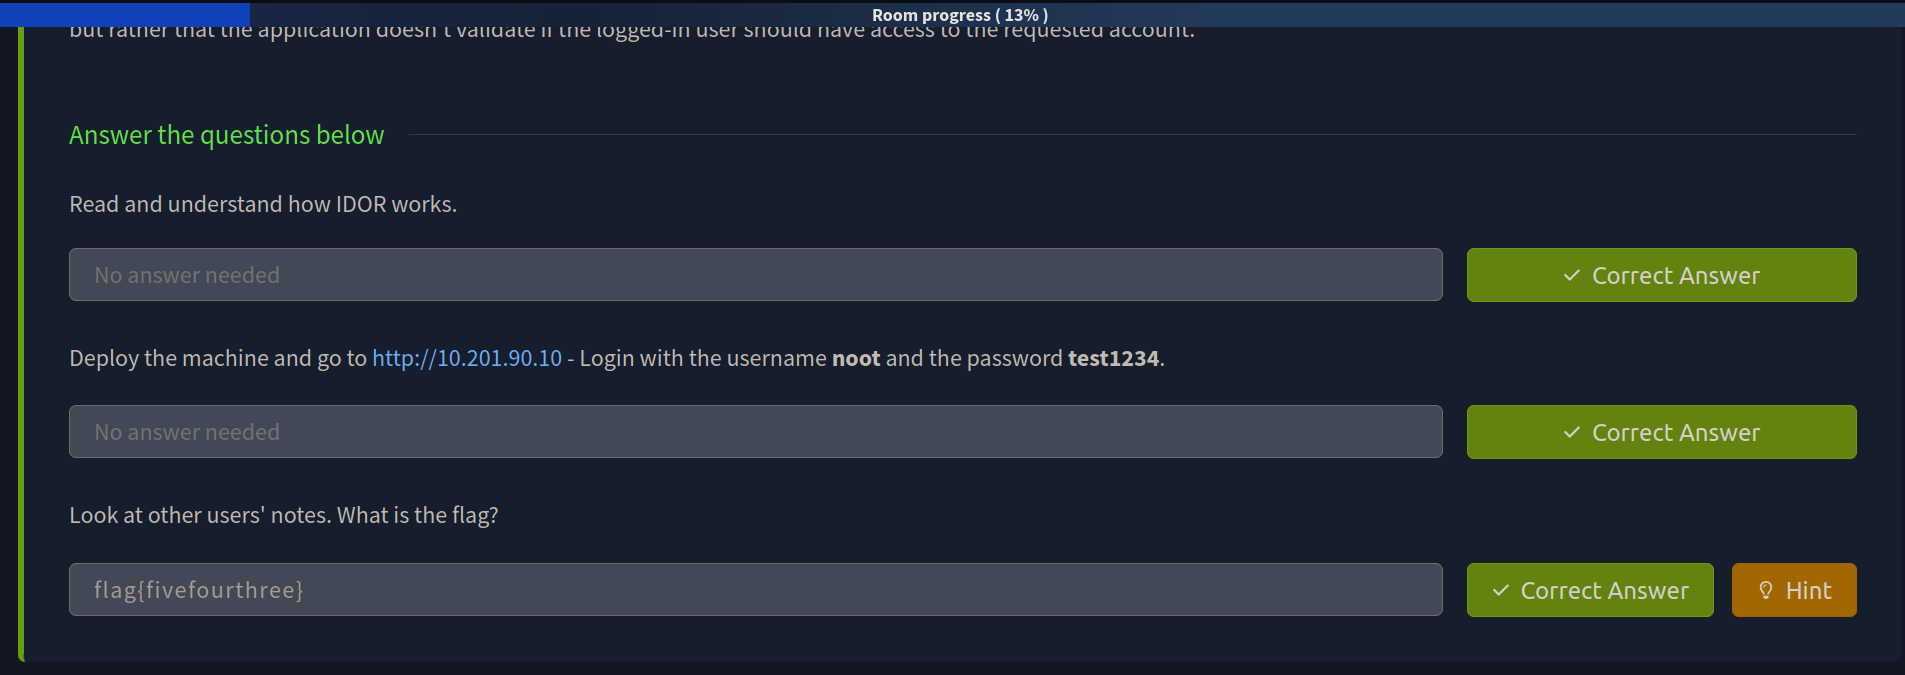 Room progress ( 13% )
but rather that the application doesn't validate if the logged-in user should have access to the requested account.
Answer the questions below
Read and understand how IDOR works.
No answer needed
Correct Answer
Deploy the machine and go to http://10.201.90.10 - Login with the username noot and the password test1234.
No answer needed
Correct Answer
Look at other users' notes. What is the flag?
flag{fivefourthree}
Correct Answer
Hint